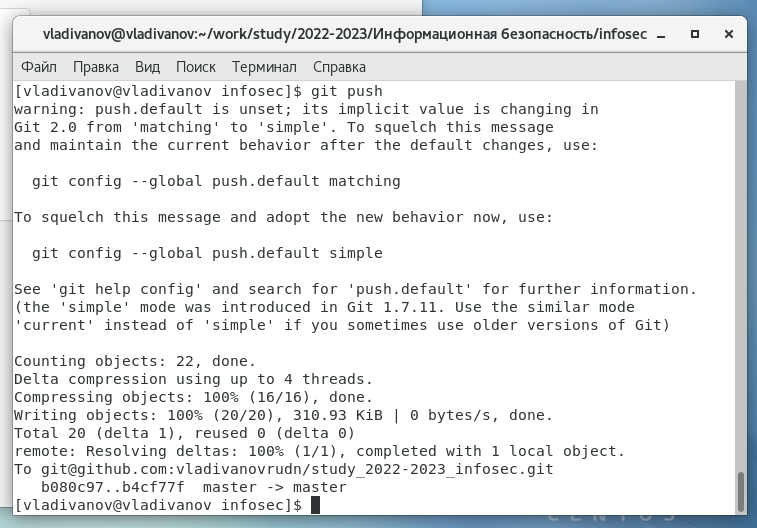 vladivanov@vladivanov:~/work/study/2022-2023/Информационная безопасность/infosec
Файл Правка Вид Поиск Терминал Справка
[vladivanov@vladivanov infosec]$ git push
warning: push.default is unset; its implicit value is changing in
Git 2.0 from 'matching' to 'simple'. To squelch this message
and maintain the current behavior after the default changes, use:

  git config --global push.default matching

To squelch this message and adopt the new behavior now, use:

  git config --global push.default simple

See 'git help config' and search for 'push.default' for further information.
(the 'simple' mode was introduced in Git 1.7.11. Use the similar mode
'current' instead of 'simple' if you sometimes use older versions of Git)

Counting objects: 22, done.
Delta compression using up to 4 threads.
Compressing objects: 100% (16/16), done.
Writing objects: 100% (20/20), 310.93 KiB | 0 bytes/s, done.
Total 20 (delta 1), reused 0 (delta 0)
remote: Resolving deltas: 100% (1/1), completed with 1 local object.
To git@github.com:vladivanovrudn/study_2022-2023_infosec.git
   b080c97..b4cf77f  master -> master
[vladivanov@vladivanov infosec]$
CENTOS